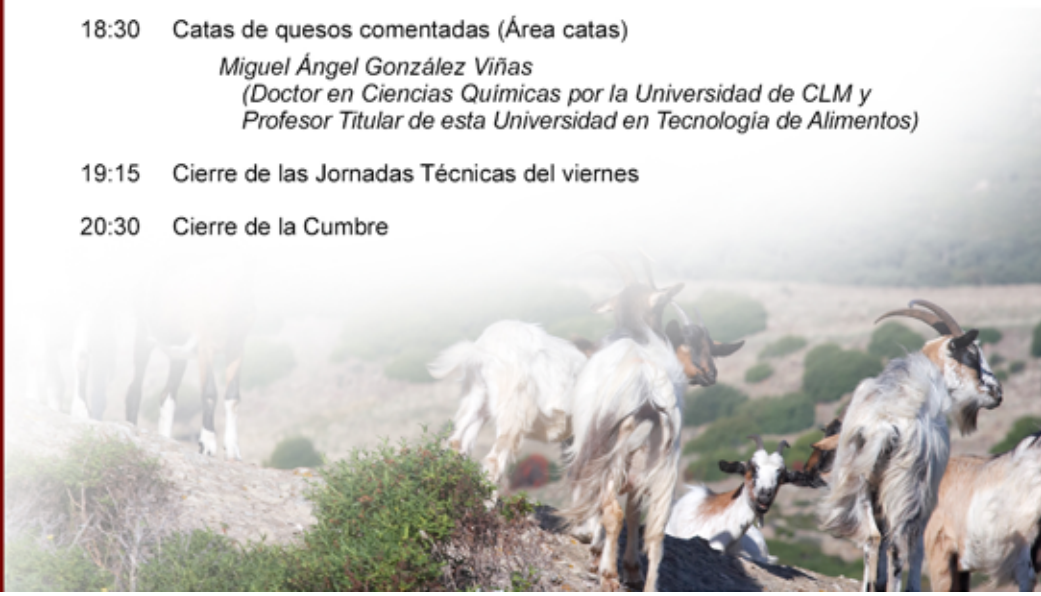 18:30 Catas de quesos comentadas (Área catas)
Miguel Ángel González Viñas
(Doctor en Ciencias Químicas por la Universidad de CLM y
Profesor Titular de esta Universidad en Tecnología de Alimentos)
19:15 Cierre de las Jornadas Técnicas del viernes
20:30 Cierre de la Cumbre